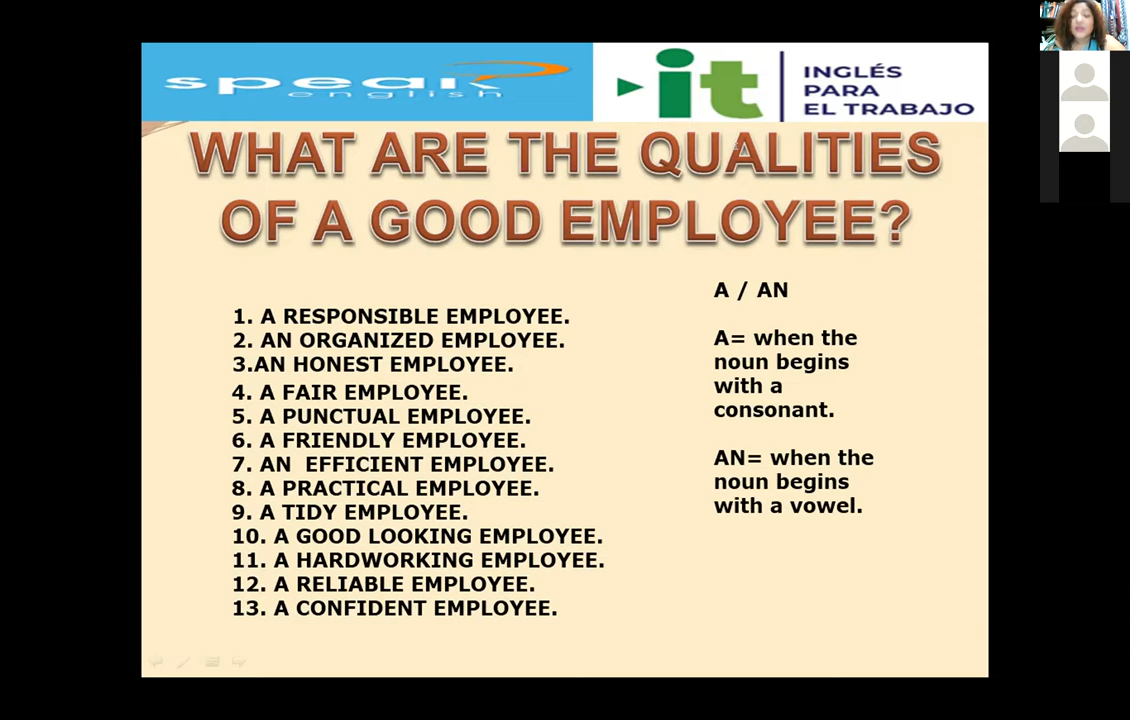 speak
english
it
INGLÉS
PARA
EL TRABAJO
WHAT ARE THE QUALITIES
OF A GOOD EMPLOYEE?
1. A RESPONSIBLE EMPLOYEE.
2. AN ORGANIZED EMPLOYEE.
3.AN HONEST EMPLOYEE.
4. A FAIR EMPLOYEE.
5. A PUNCTUAL EMPLOYEE.
6. A FRIENDLY EMPLOYEE.
7. AN  EFFICIENT EMPLOYEE.
8. A PRACTICAL EMPLOYEE.
9. A TIDY EMPLOYEE.
10. A GOOD LOOKING EMPLOYEE.
11. A HARDWORKING EMPLOYEE.
12. A RELIABLE EMPLOYEE.
13. A CONFIDENT EMPLOYEE.
A / AN
A= when the
noun begins
with a
consonant.
AN= when the
noun begins
with a vowel.